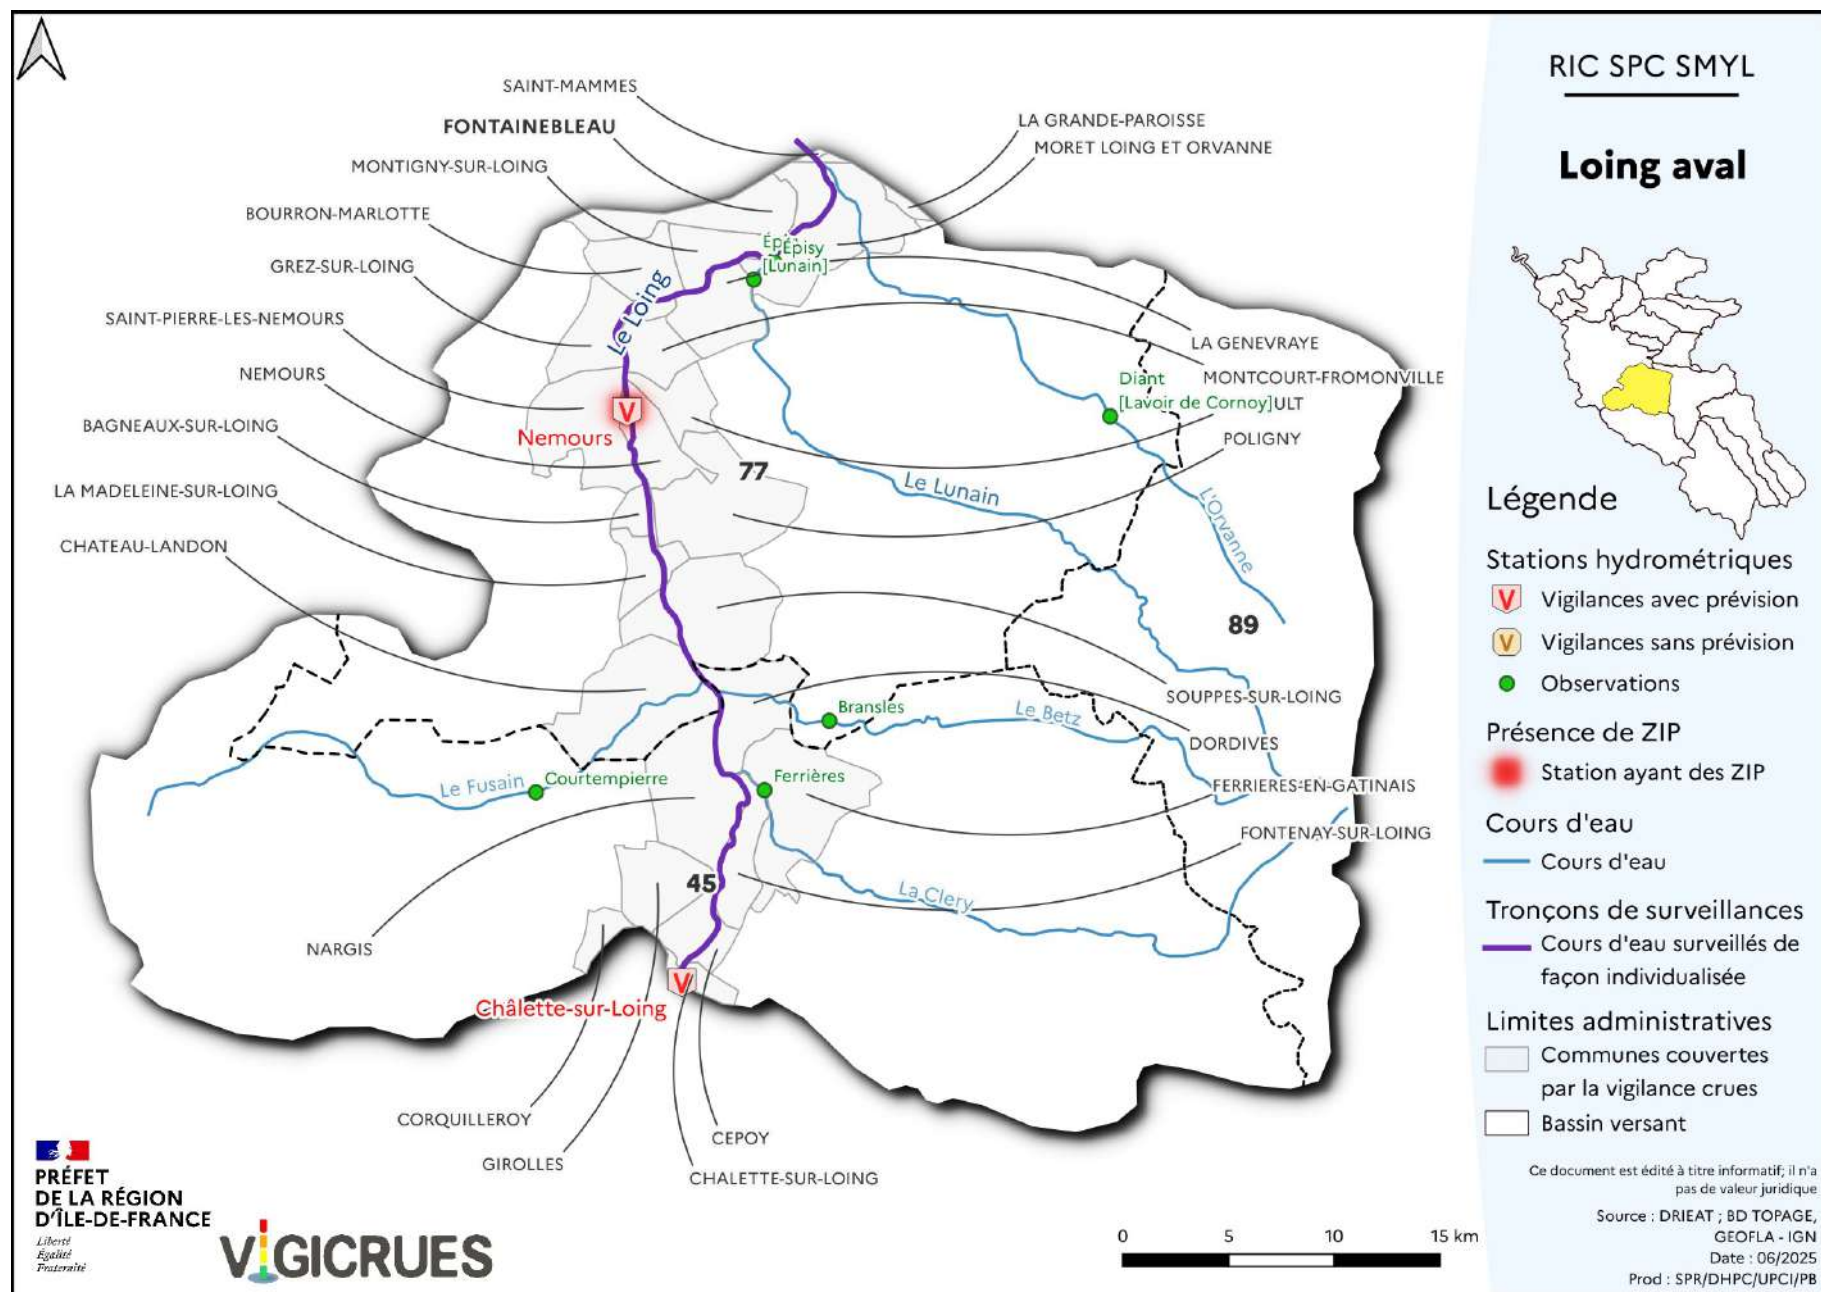 SAINT-MAMMES
FONTAINEBLEAU
MONTIGNY-SUR-LOING
BOURRON-MARLOTTE
GREZ-SUR-LOING
SAINT-PIERRE-LES-NEMOURS
NEMOURS
BAGNEAUX-SUR-LOING
LA MADELEINE-SUR-LOING
CHATEAU-LANDON
LA GRANDE-PAROISSE
MORET LOING ET ORVANNE
Épisy
[Lunain]
Le Loing
LA GENEVRAYE
MONTCOURT-FROMONVILLE
Diant
[Lavoir de Cornoy]
ULT
POLIGNY
Nemours
77
Le Lunain
L'Orvanne
89
SOUPPES-SUR-LOING
Bransles
Le Betz
DORDIVES
Le Fusain
Courtempierre
Ferrières
FERRIERES-EN-GATINAIS
FONTENAY-SUR-LOING
45
La Clery
NARGIS
Châlette-sur-Loing
CORQUILLEROY
GIROLLES
CEPOY
CHALETTE-SUR-LOING
PRÉFET
DE LA RÉGION
D'ÎLE-DE-FRANCE
Liberté
Égalité
Fraternité
VIGICRUES
0 5 10 15 km
RIC SPC SMYL
Loing aval
Légende
Stations hydrométriques
V Vigilances avec prévision
V Vigilances sans prévision
Observations
Présence de ZIP
Station ayant des ZIP
Cours d'eau
Cours d'eau
Tronçons de surveillances
Cours d'eau surveillés de
façon individualisée
Limites administratives
Communes couvertes
par la vigilance crues
Bassin versant
Ce document est édité à titre informatif; il n'a
pas de valeur juridique
Source : DRIEAT ; BD TOPAGE,
GEOFLA - IGN
Date : 06/2025
Prod : SPR/DHPC/UPCI/PB